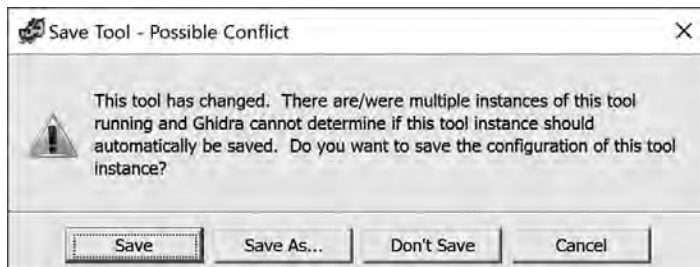 Save Tool - Possible Conflict
This tool has changed. There are/were multiple instances of this tool
running and Ghidra cannot determine if this tool instance should
automatically be saved. Do you want to save the configuration of this tool
instance?
Save Save As... Don't Save Cancel